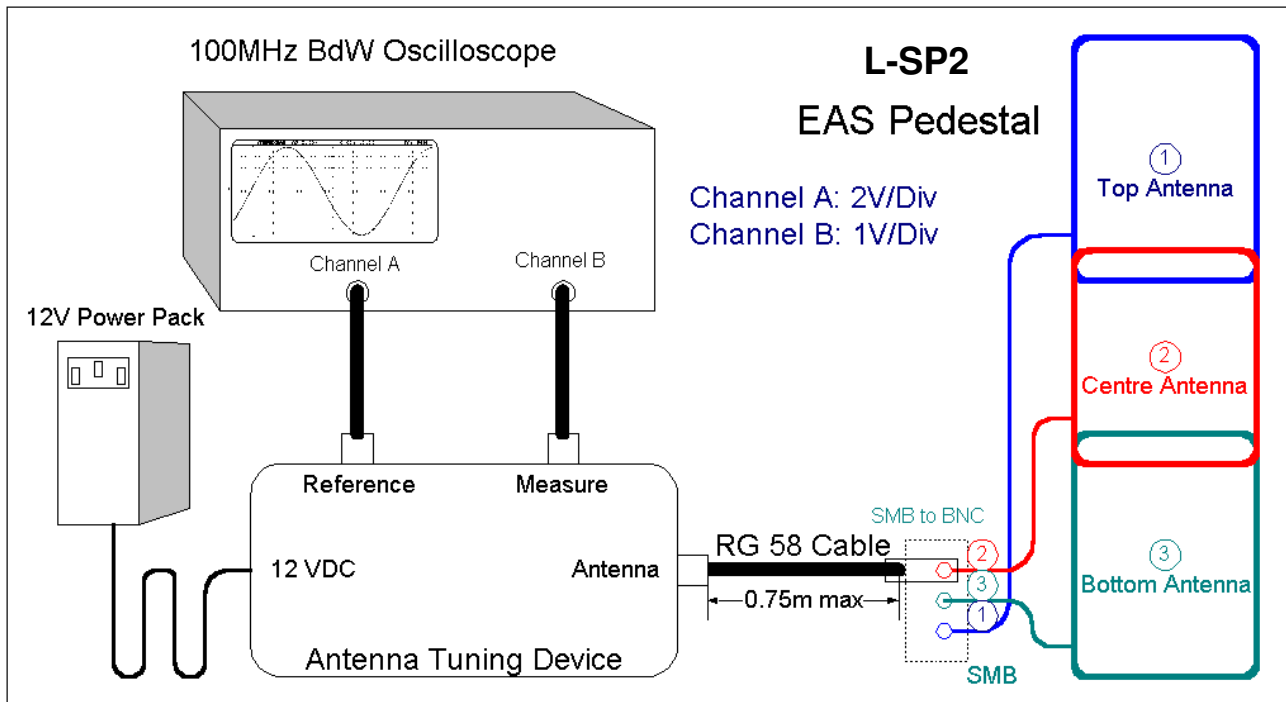 100MHz BdW Oscilloscope
L-SP2
EAS Pedestal
Channel A: 2V/Div
Channel B: 1V/Div
Channel A
Channel B
12V Power Pack
Reference
Measure
12 VDC
Antenna
Antenna Tuning Device
RG 58 Cable
0.75m max
SMB to BNC
2
3
1
SMB
1
Top Antenna
2
Centre Antenna
3
Bottom Antenna